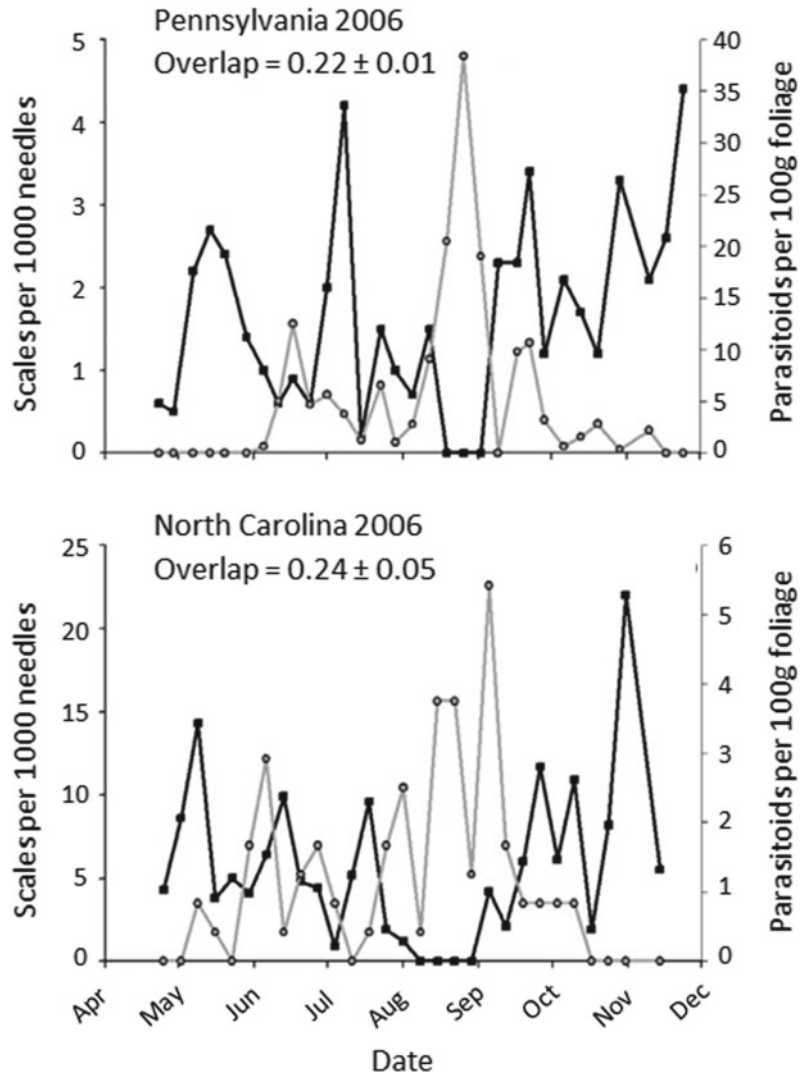 Pennsylvania 2006
Overlap = 0.22 ± 0.01
Scales per 1000 needles
5
4
3
2
1
0
40
35
30
25
20
15
10
5
0
Parasitoids per 100g foliage
North Carolina 2006
Overlap = 0.24 ± 0.05
Scales per 1000 needles
25
20
15
10
5
0
6
5
4
3
2
1
0
Parasitoids per 100g foliage
Apr
May
Jun
Jul
Aug
Sep
Oct
Nov
Dec
Date